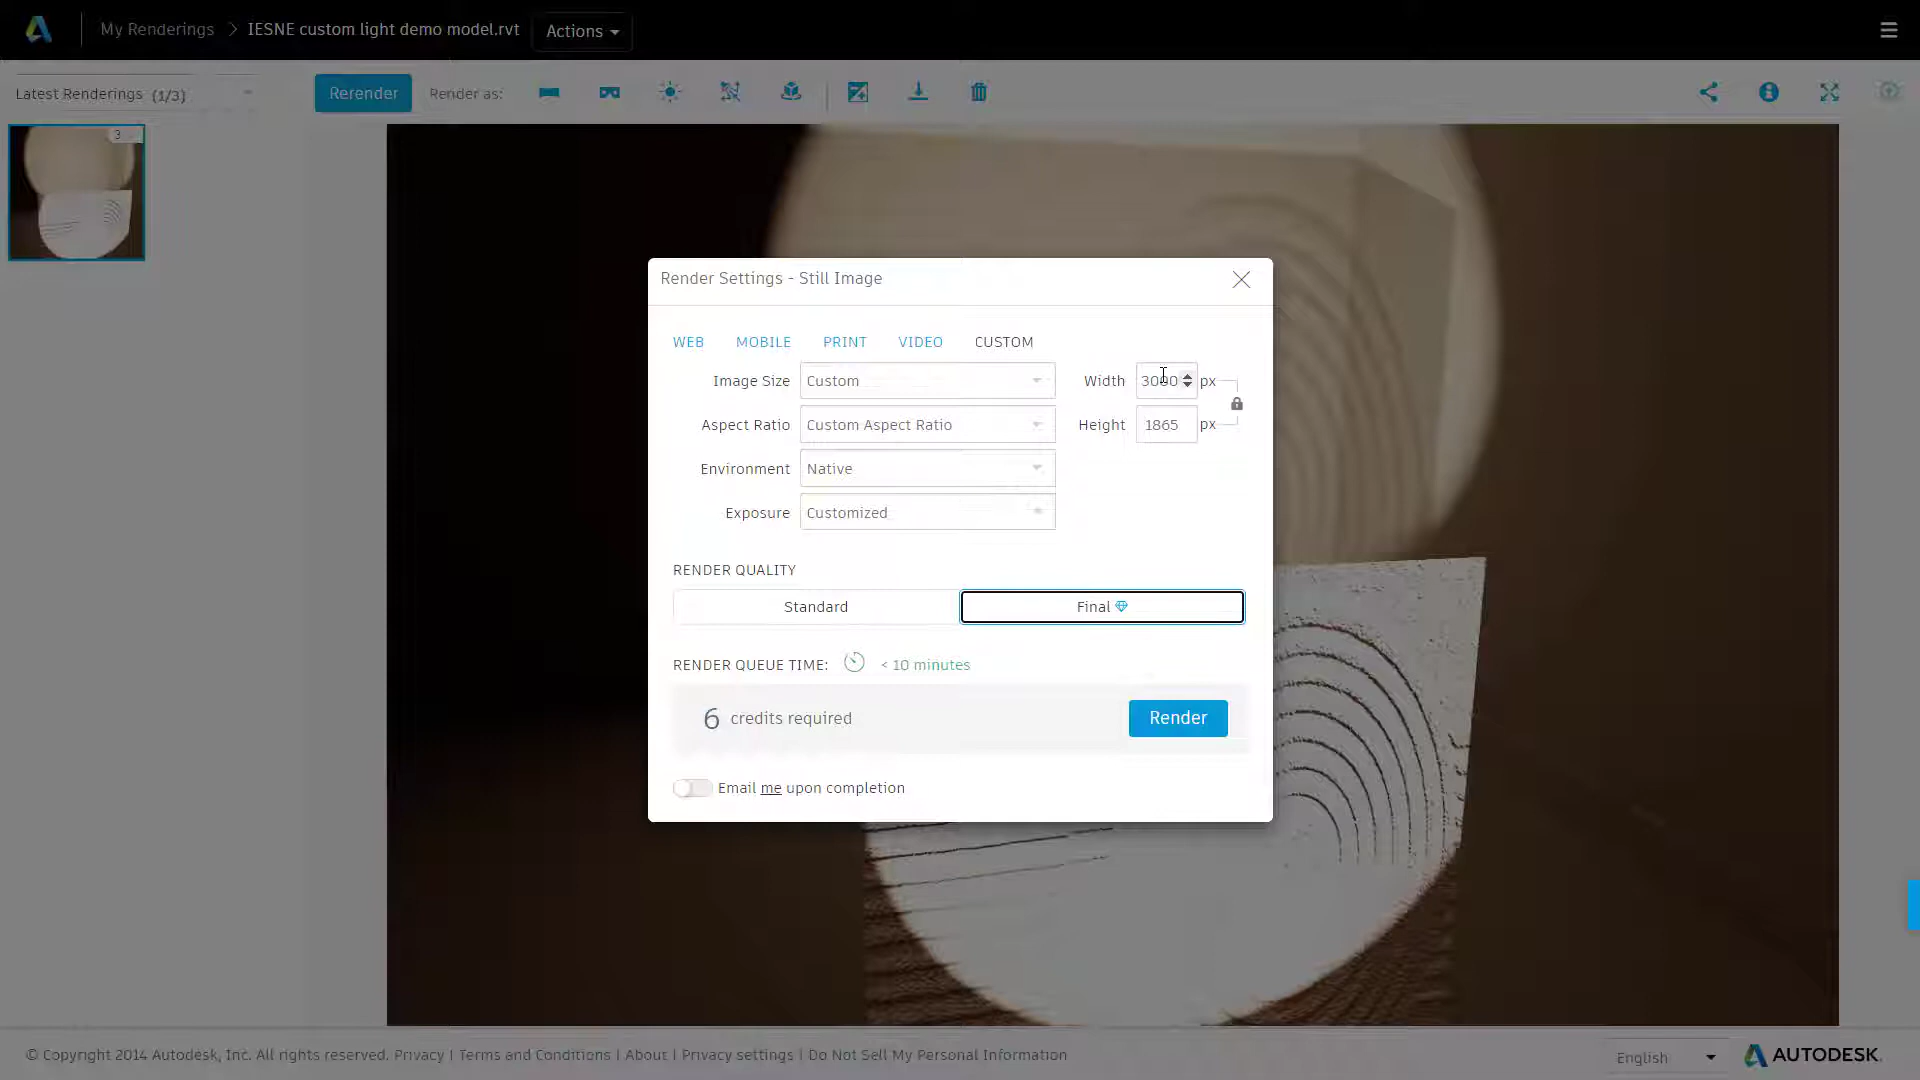 My Renderings > IESNE custom light demo model.rvt Actions
Latest Renderings (1/3) Rerender Render as:
3
Render Settings - Still Image
WEB MOBILE PRINT VIDEO CUSTOM
Image Size Custom Width 3000 px
Aspect Ratio Custom Aspect Ratio Height 1865 px
Environment Native
Exposure Customized
RENDER QUALITY
Standard Final
RENDER QUEUE TIME: < 10 minutes
6 credits required Render
Email me upon completion
© Copyright 2014 Autodesk, Inc. All rights reserved. Privacy | Terms and Conditions | About | Privacy settings | Do Not Sell My Personal Information English AUTODESK.